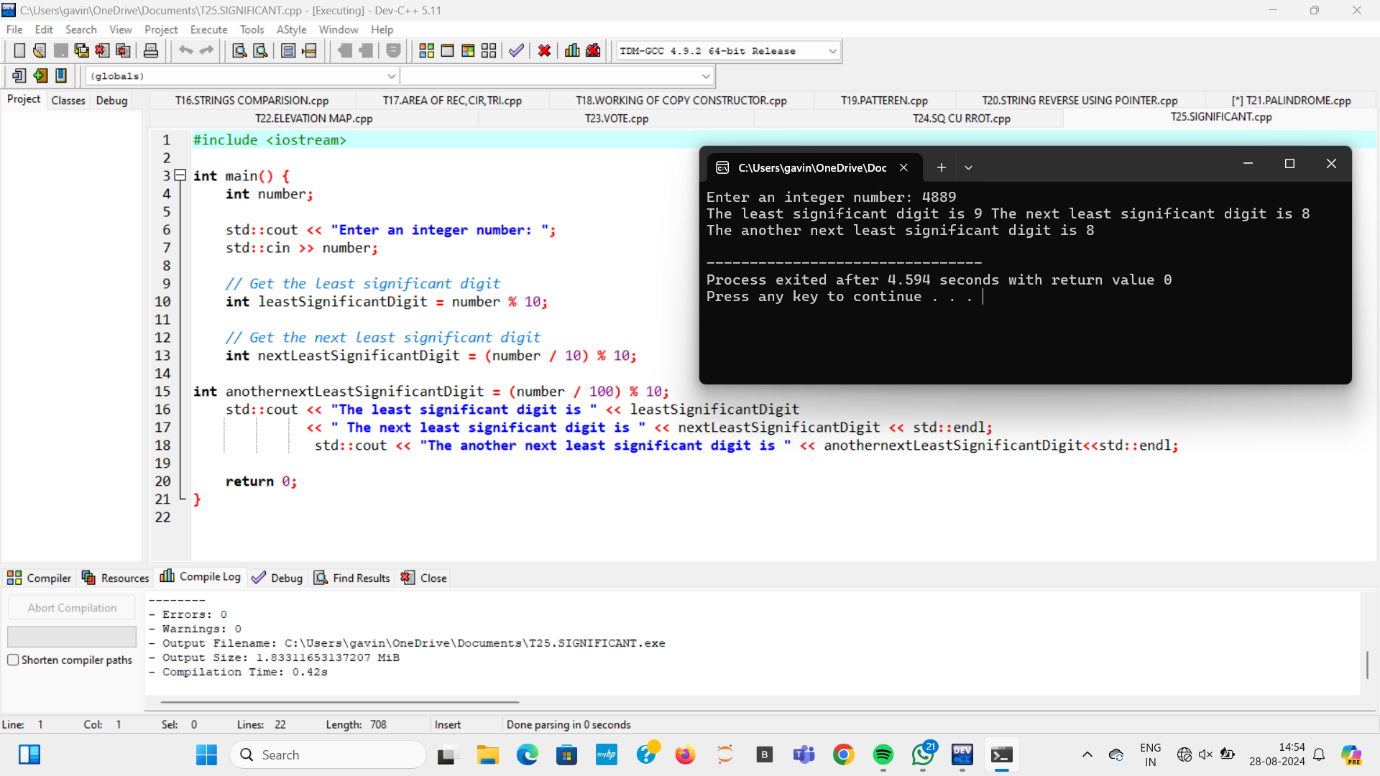 C:\Users\gavin\OneDrive\Documents\T25.SIGNIFICANT.cpp - [Executing] - Dev-C++ 5.11
File Edit Search View Project Execute Tools AStyle Window Help
TDM-GCC 4.9.2 64-bit Release
(globals)
Project Classes Debug
T16.STRINGS COMPARISION.cpp T17.AREA OF REC,CIR,TRI.cpp T18.WORKING OF COPY CONSTRUCTOR.cpp T19.PATTEREN.cpp T20.STRING REVERSE USING POINTER.cpp [*] T21.PALINDROME.cpp
T22.ELEVATION MAP.cpp T23.VOTE.cpp T24.SQ CU RROT.cpp T25.SIGNIFICANT.cpp
1 #include <iostream>
2
3 int main() {
4 int number;
5
6 std::cout << "Enter an integer number: ";
7 std::cin >> number;
8
9 // Get the least significant digit
10 int leastSignificantDigit = number % 10;
11
12 // Get the next least significant digit
13 int nextLeastSignificantDigit = (number / 10) % 10;
14
15 int anothernextLeastSignificantDigit = (number / 100) % 10;
16 std::cout << "The least significant digit is " << leastSignificantDigit
17 << " The next least significant digit is " << nextLeastSignificantDigit << std::endl;
18 std::cout << "The another next least significant digit is " << anothernextLeastSignificantDigit<<std::endl;
19
20 return 0;
21 }
22
C:\Users\gavin\OneDrive\Doc
Enter an integer number: 4889
The least significant digit is 9 The next least significant digit is 8
The another next least significant digit is 8
--------------------------------
Process exited after 4.594 seconds with return value 0
Press any key to continue . . .
Compiler Resources Compile Log Debug Find Results Close
Abort Compilation
Shorten compiler paths
--------
- Errors: 0
- Warnings: 0
- Output Filename: C:\Users\gavin\OneDrive\Documents\T25.SIGNIFICANT.exe
- Output Size: 1.83311653137207 MiB
- Compilation Time: 0.42s
Line: 1 Col: 1 Sel: 0 Lines: 22 Length: 708 Insert Done parsing in 0 seconds
Search
myhp
B
21
DEV
ENG
IN
14:54
28-08-2024
PRE